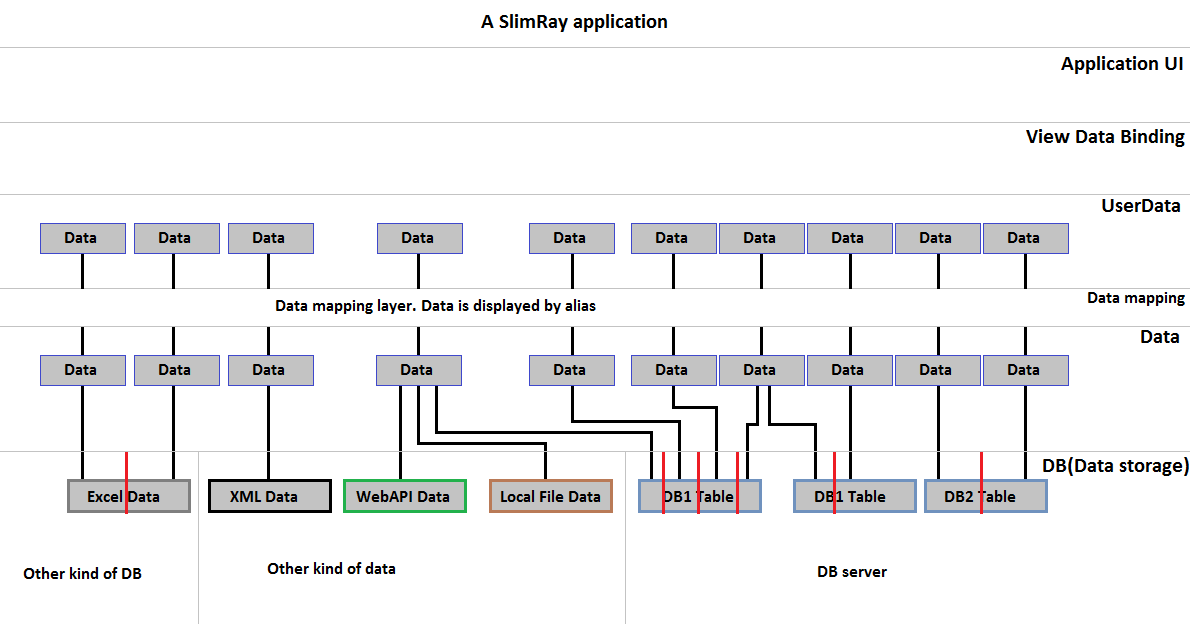 A SlimRay application
Application UI
View Data Binding
UserData
Data Data Data Data Data Data Data Data Data Data
Data mapping layer. Data is displayed by alias
Data mapping
Data
Data Data Data Data Data Data Data Data Data Data
DB(Data storage)
Excel Data XML Data WebAPI Data Local File Data DB1 Table DB1 Table DB2 Table
Other kind of DB
Other kind of data
DB server